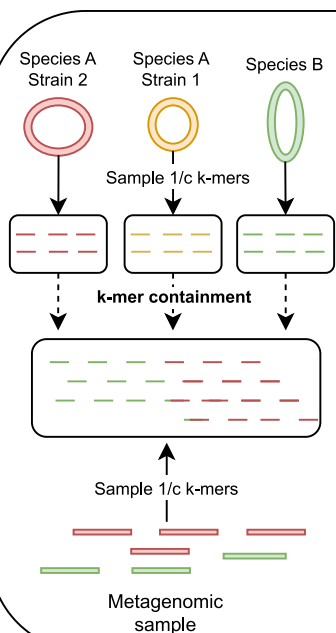 Species A
Strain 2
Species A
Strain 1
Species B
Sample 1/c k-mers
k-mer containment
Sample 1/c k-mers
Metagenomic
sample